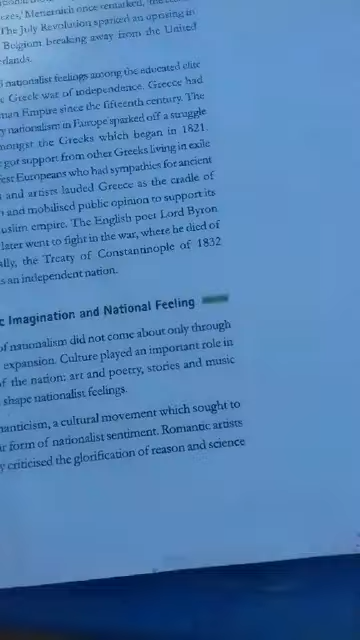 ezes,' Metternich once remarked, 'the
The July Revolution sparked an uprising in
Belgium breaking away from the United
erlands.
nationalist feelings among the educated elite
Greek war of independence. Greece had
man Empire since the fifteenth century. The
y nationalism in Europe sparked off a struggle
mongst the Greeks which began in 1821.
got support from other Greeks living in exile
est Europeans who had sympathies for ancient
and artists lauded Greece as the cradle of
and mobilised public opinion to support its
uslim empire. The English poet Lord Byron
later went to fight in the war, where he died of
ally, the Treaty of Constantinople of 1832
s an independent nation.
c Imagination and National Feeling
of nationalism did not come about only through
expansion. Culture played an important role in
of the nation: art and poetry, stories and music
shape nationalist feelings.
manticism, a cultural movement which sought to
ar form of nationalist sentiment. Romantic artists
y criticised the glorification of reason and science